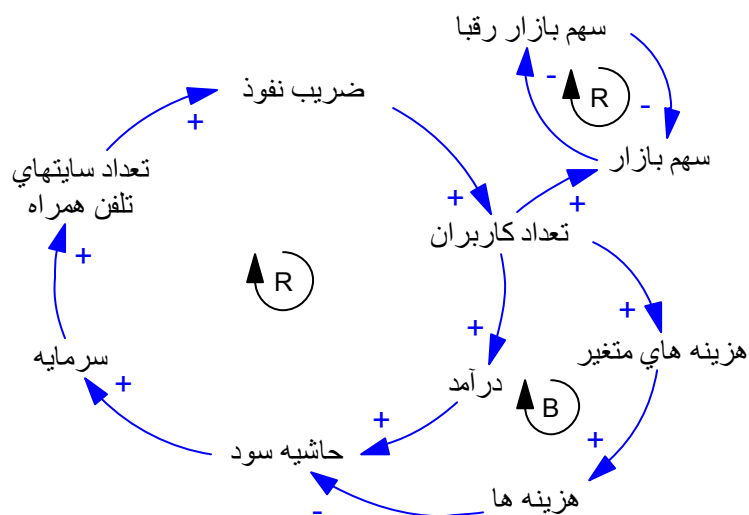 سهم بازار رقبا
-
R
-
ضريب نفوذ
+
سهم بازار
تعداد سايتهاي
تلفن همراه
+
+
تعداد كاربران
+
R
+
+
هزينه هاي متغير
سرمايه
+
درآمد
B
+
+
حاشيه سود
هزينه ها
-